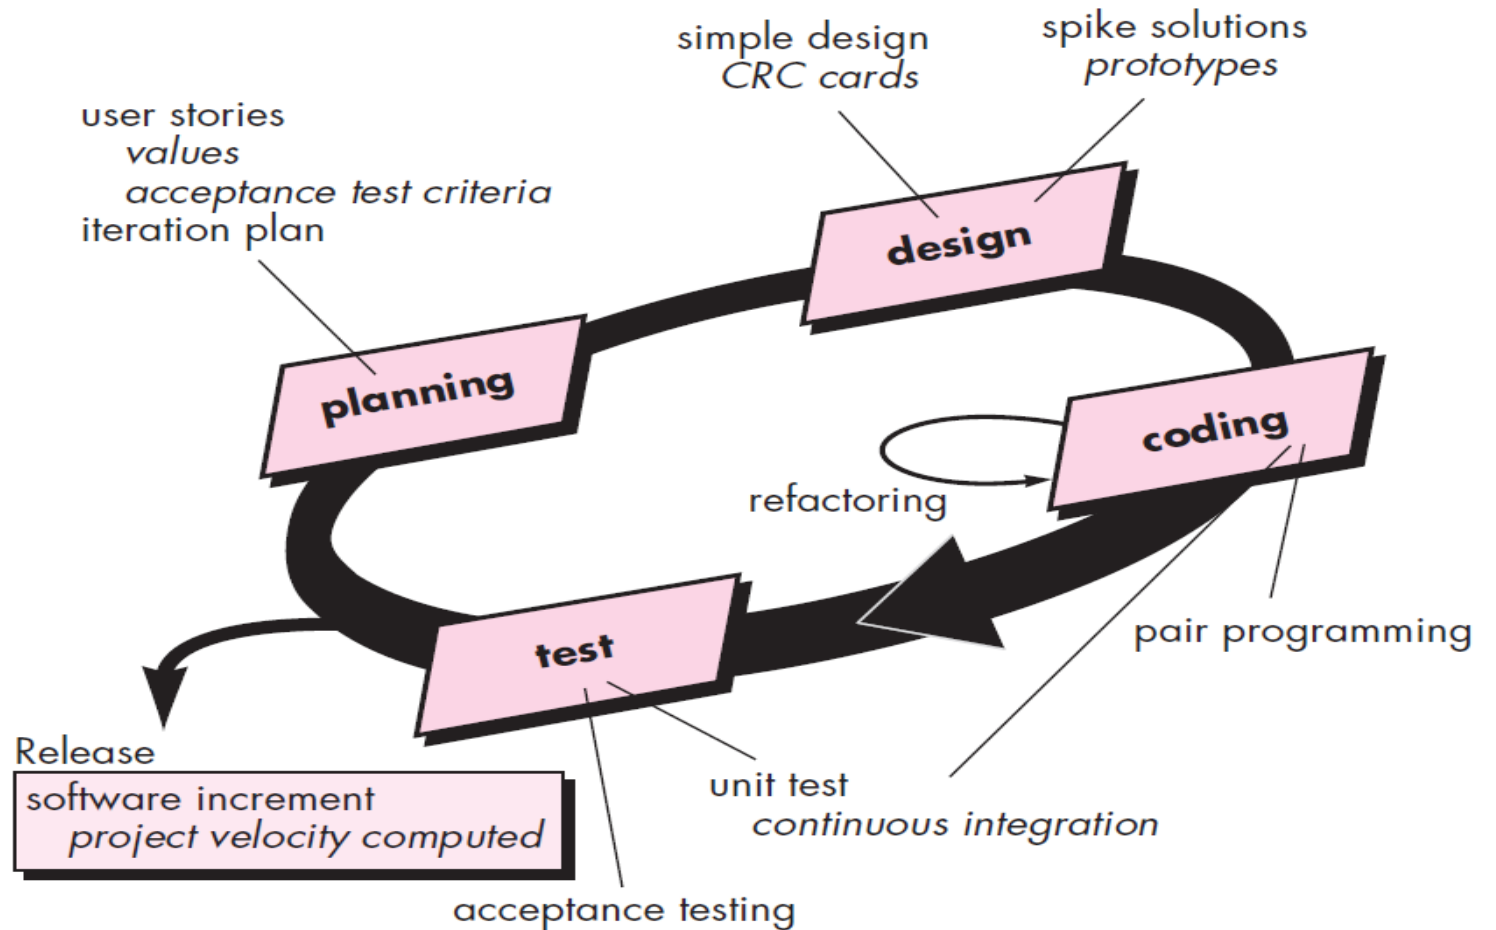 simple design
CRC cards
spike solutions
prototypes
user stories
values
acceptance test criteria
iteration plan
design
planning
coding
refactoring
test
pair programming
Release
software increment
project velocity computed
unit test
continuous integration
acceptance testing